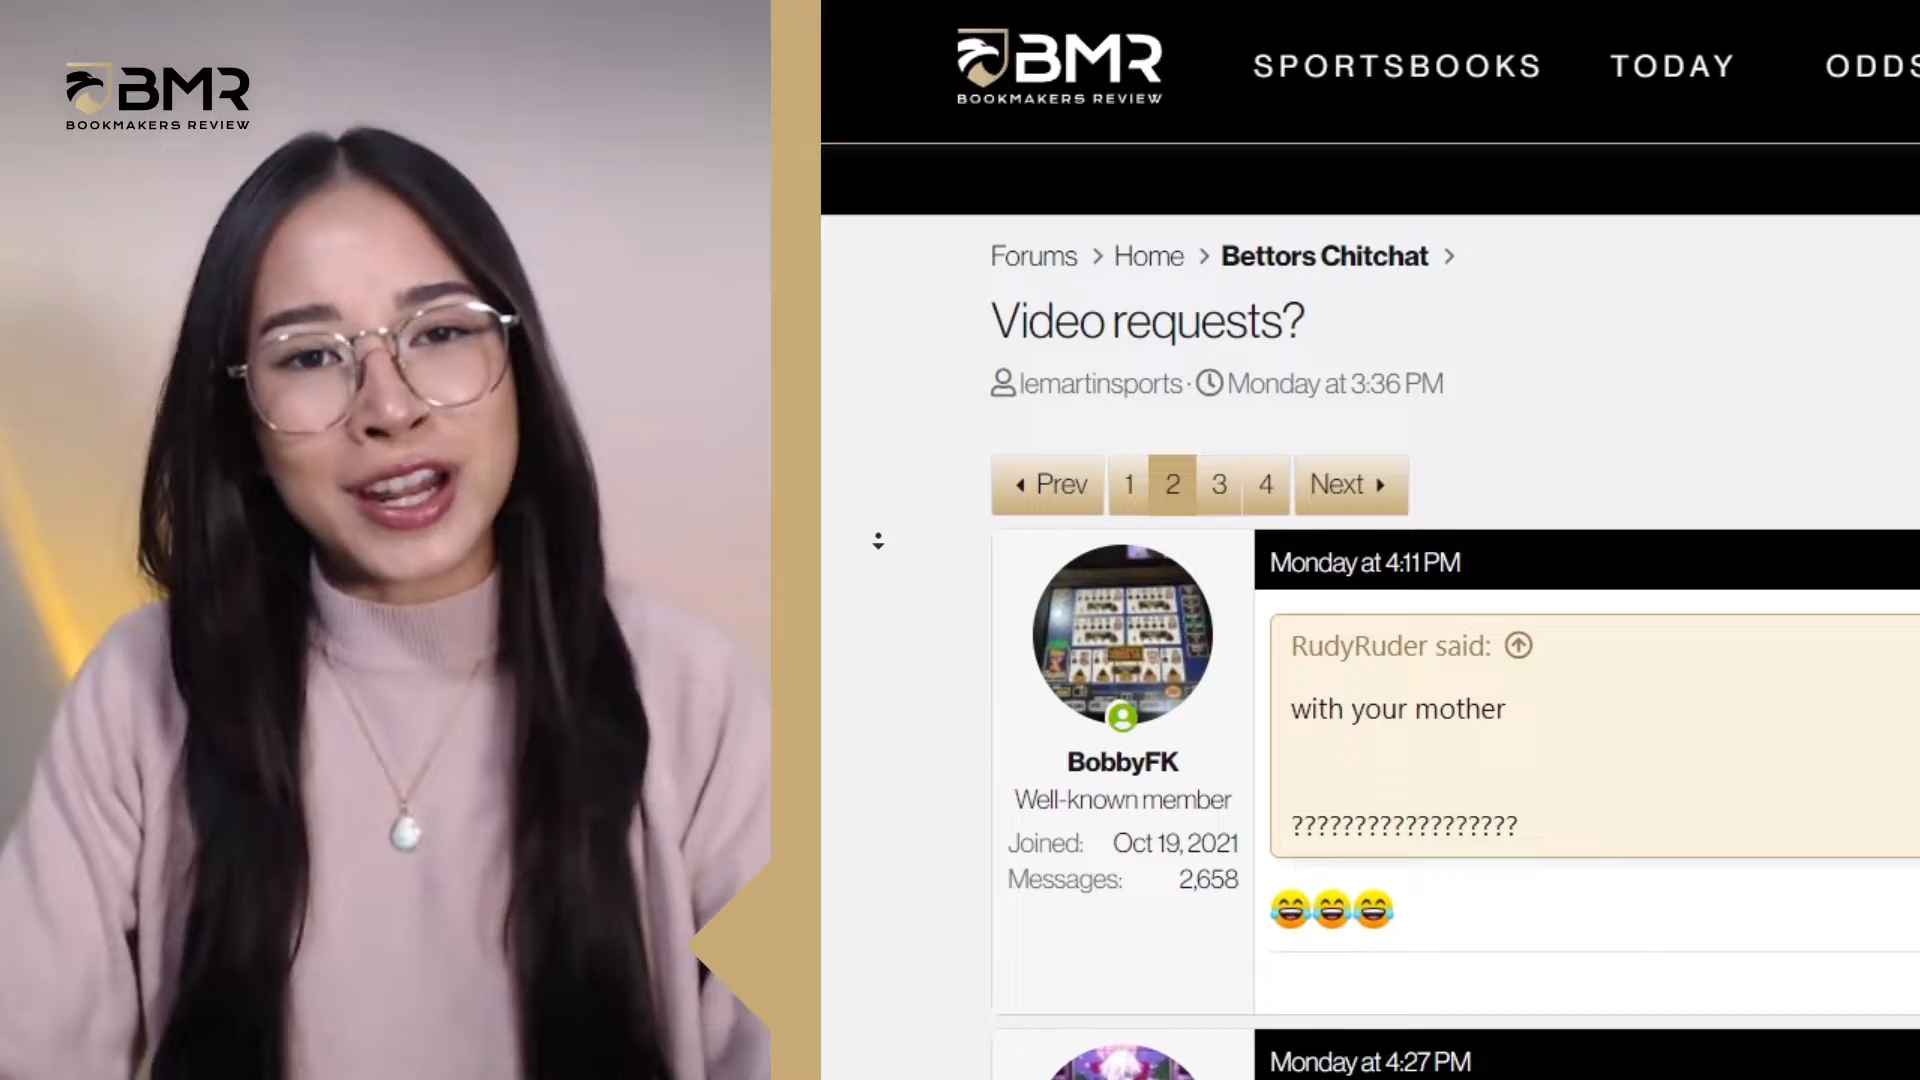 BMR
BOOKMAKERS REVIEW
BMR
BOOKMAKERS REVIEW
SPORTSBOOKS TODAY ODDS
Forums > Home > Bettors Chitchat >
Video requests?
lemartinsports · Monday at 3:36 PM
Prev 1 2 3 4 Next
Monday at 4:11 PM
RudyRuder said:
with your mother
??????????????????
BobbyFK
Well-known member
Joined: Oct 19, 2021
Messages: 2,658
Monday at 4:27 PM